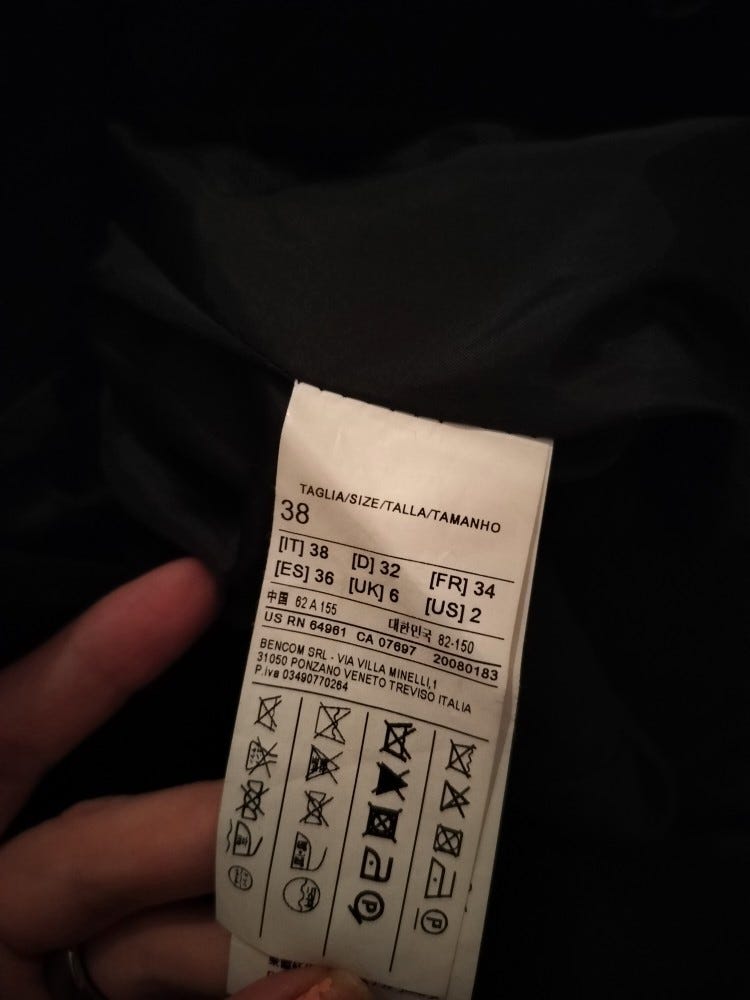 TAGLIA/SIZE/TALLA/TAMANHO
38
[IT] 38 [D] 32 [FR] 34
[ES] 36 [UK] 6 [US] 2
中国 62 A 155 대한민국 82-150
US RN 64961 CA 07697 20080183
BENCOM SRL - VIA VILLA MINELLI,1
31050 PONZANO VENETO TREVISO ITALIA
P.iva 03490770264
P P